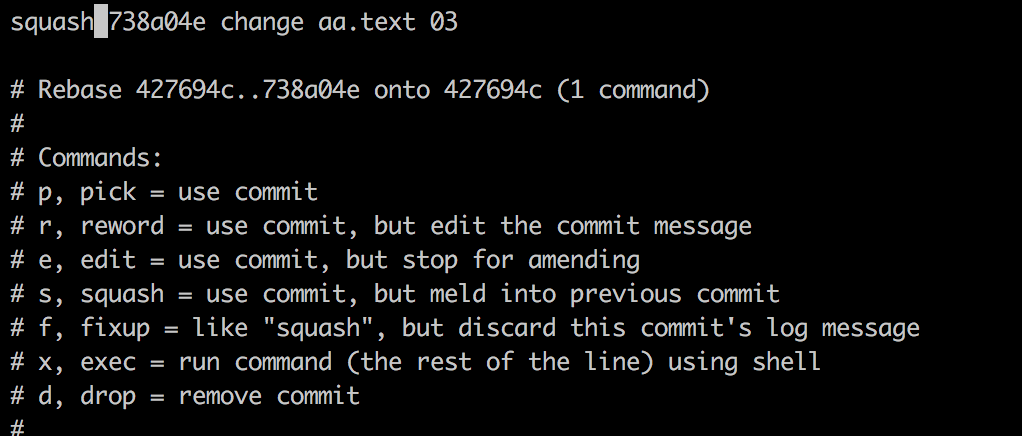 squash 738a04e change aa.text 03
# Rebase 427694c..738a04e onto 427694c (1 command)
#
# Commands:
# p, pick = use commit
# r, reword = use commit, but edit the commit message
# e, edit = use commit, but stop for amending
# s, squash = use commit, but meld into previous commit
# f, fixup = like "squash", but discard this commit's log message
# x, exec = run command (the rest of the line) using shell
# d, drop = remove commit
#